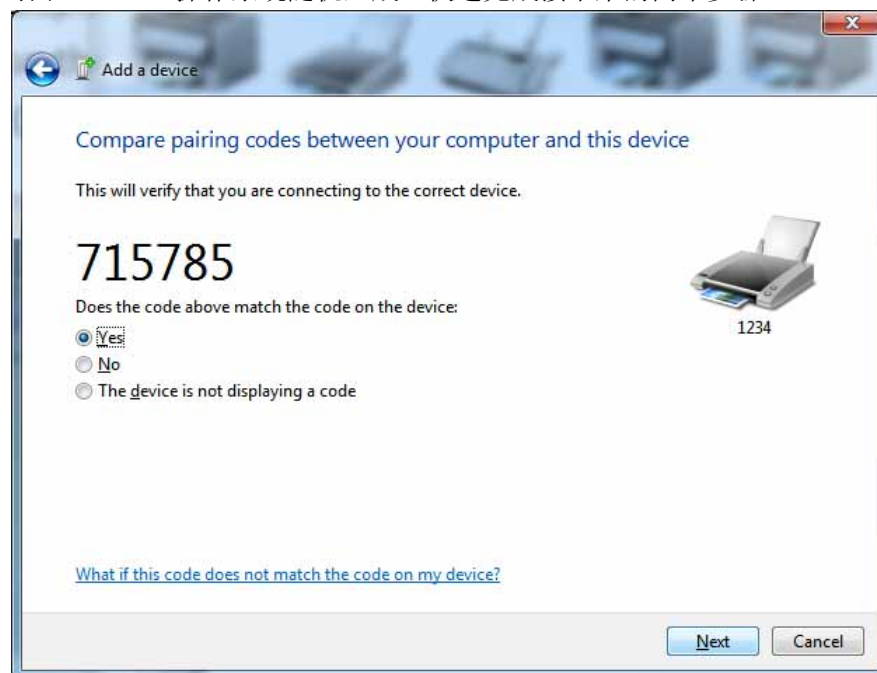 Add a device
Compare pairing codes between your computer and this device
This will verify that you are connecting to the correct device.
715785
Does the code above match the code on the device:
Yes
No
The device is not displaying a code
1234
What if this code does not match the code on my device?
Next
Cancel